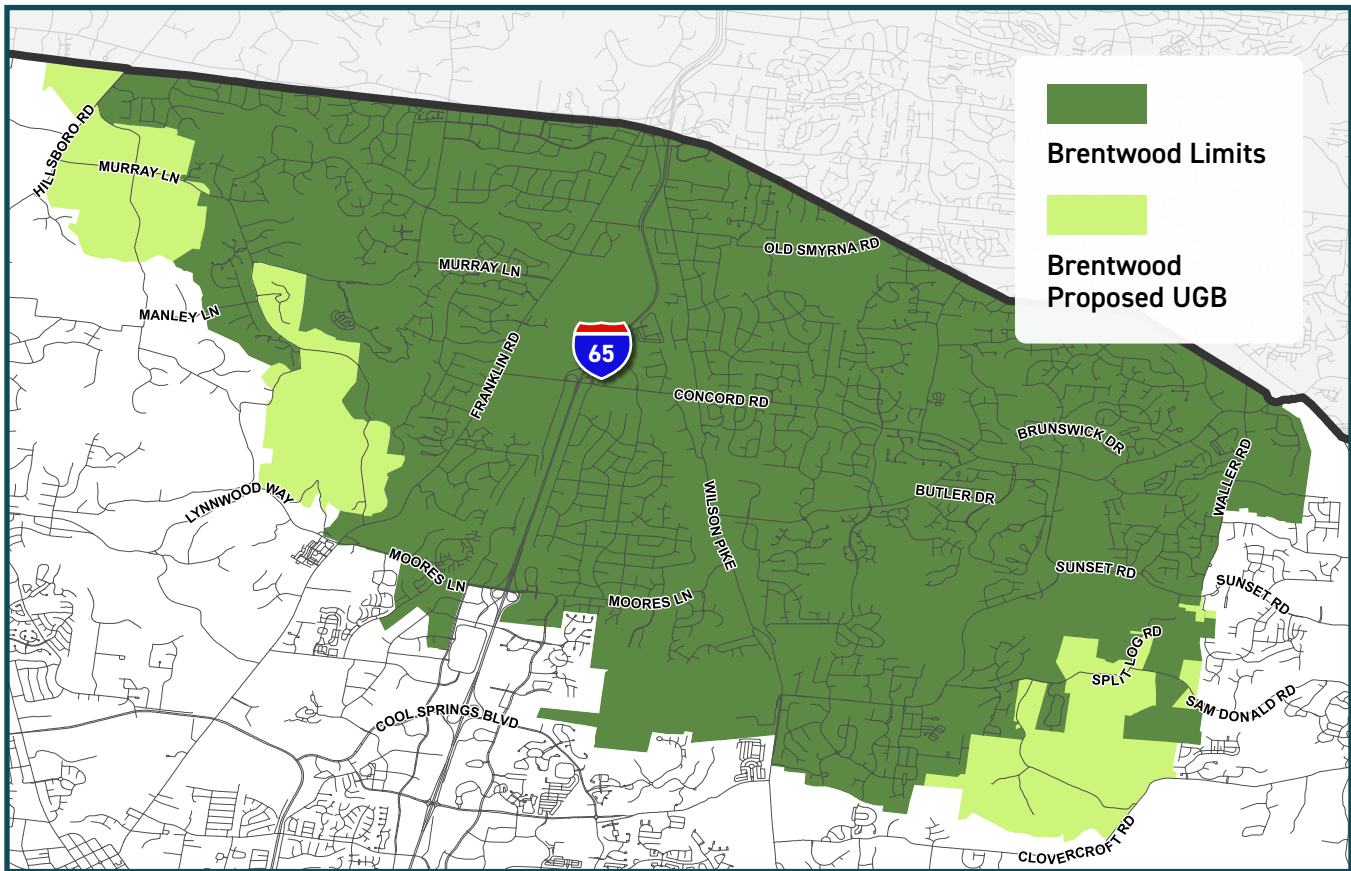 Brentwood Limits
Brentwood
Proposed UGB
HILLSBORO RD
MURRAY LN
MURRAY LN
OLD SMYRNA RD
MANLEY LN
65
FRANKLIN RD
CONCORD RD
BRUNSWICK DR
WALLER RD
LYNNWOOD WAY
WILSON PIKE
BUTLER DR
MOORES LN
SUNSET RD
SUNSET RD
MOORES LN
SPLIT LOG RD
SAM DONALD RD
COOL SPRINGS BLVD
CLOVERCROFT RD